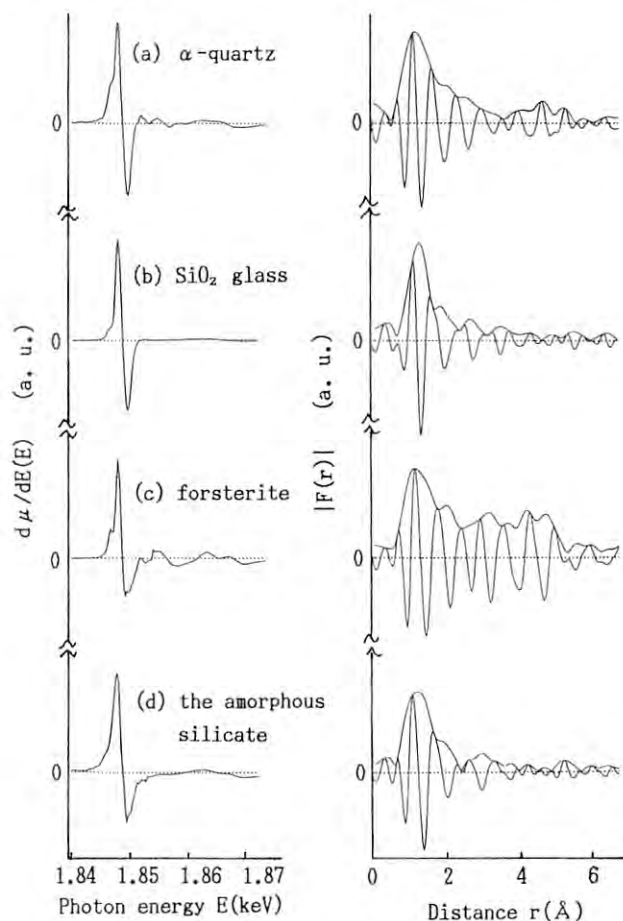 (a) α-quartz
0
0
(b) SiO₂ glass
0
0
dμ/dE(E) (a. u.)
|F(r)| (a. u.)
(c) forsterite
0
0
(d) the amorphous
silicate
0
0
1.84 1.85 1.86 1.87
0 2 4 6
Photon energy E(keV)
Distance r(Å)